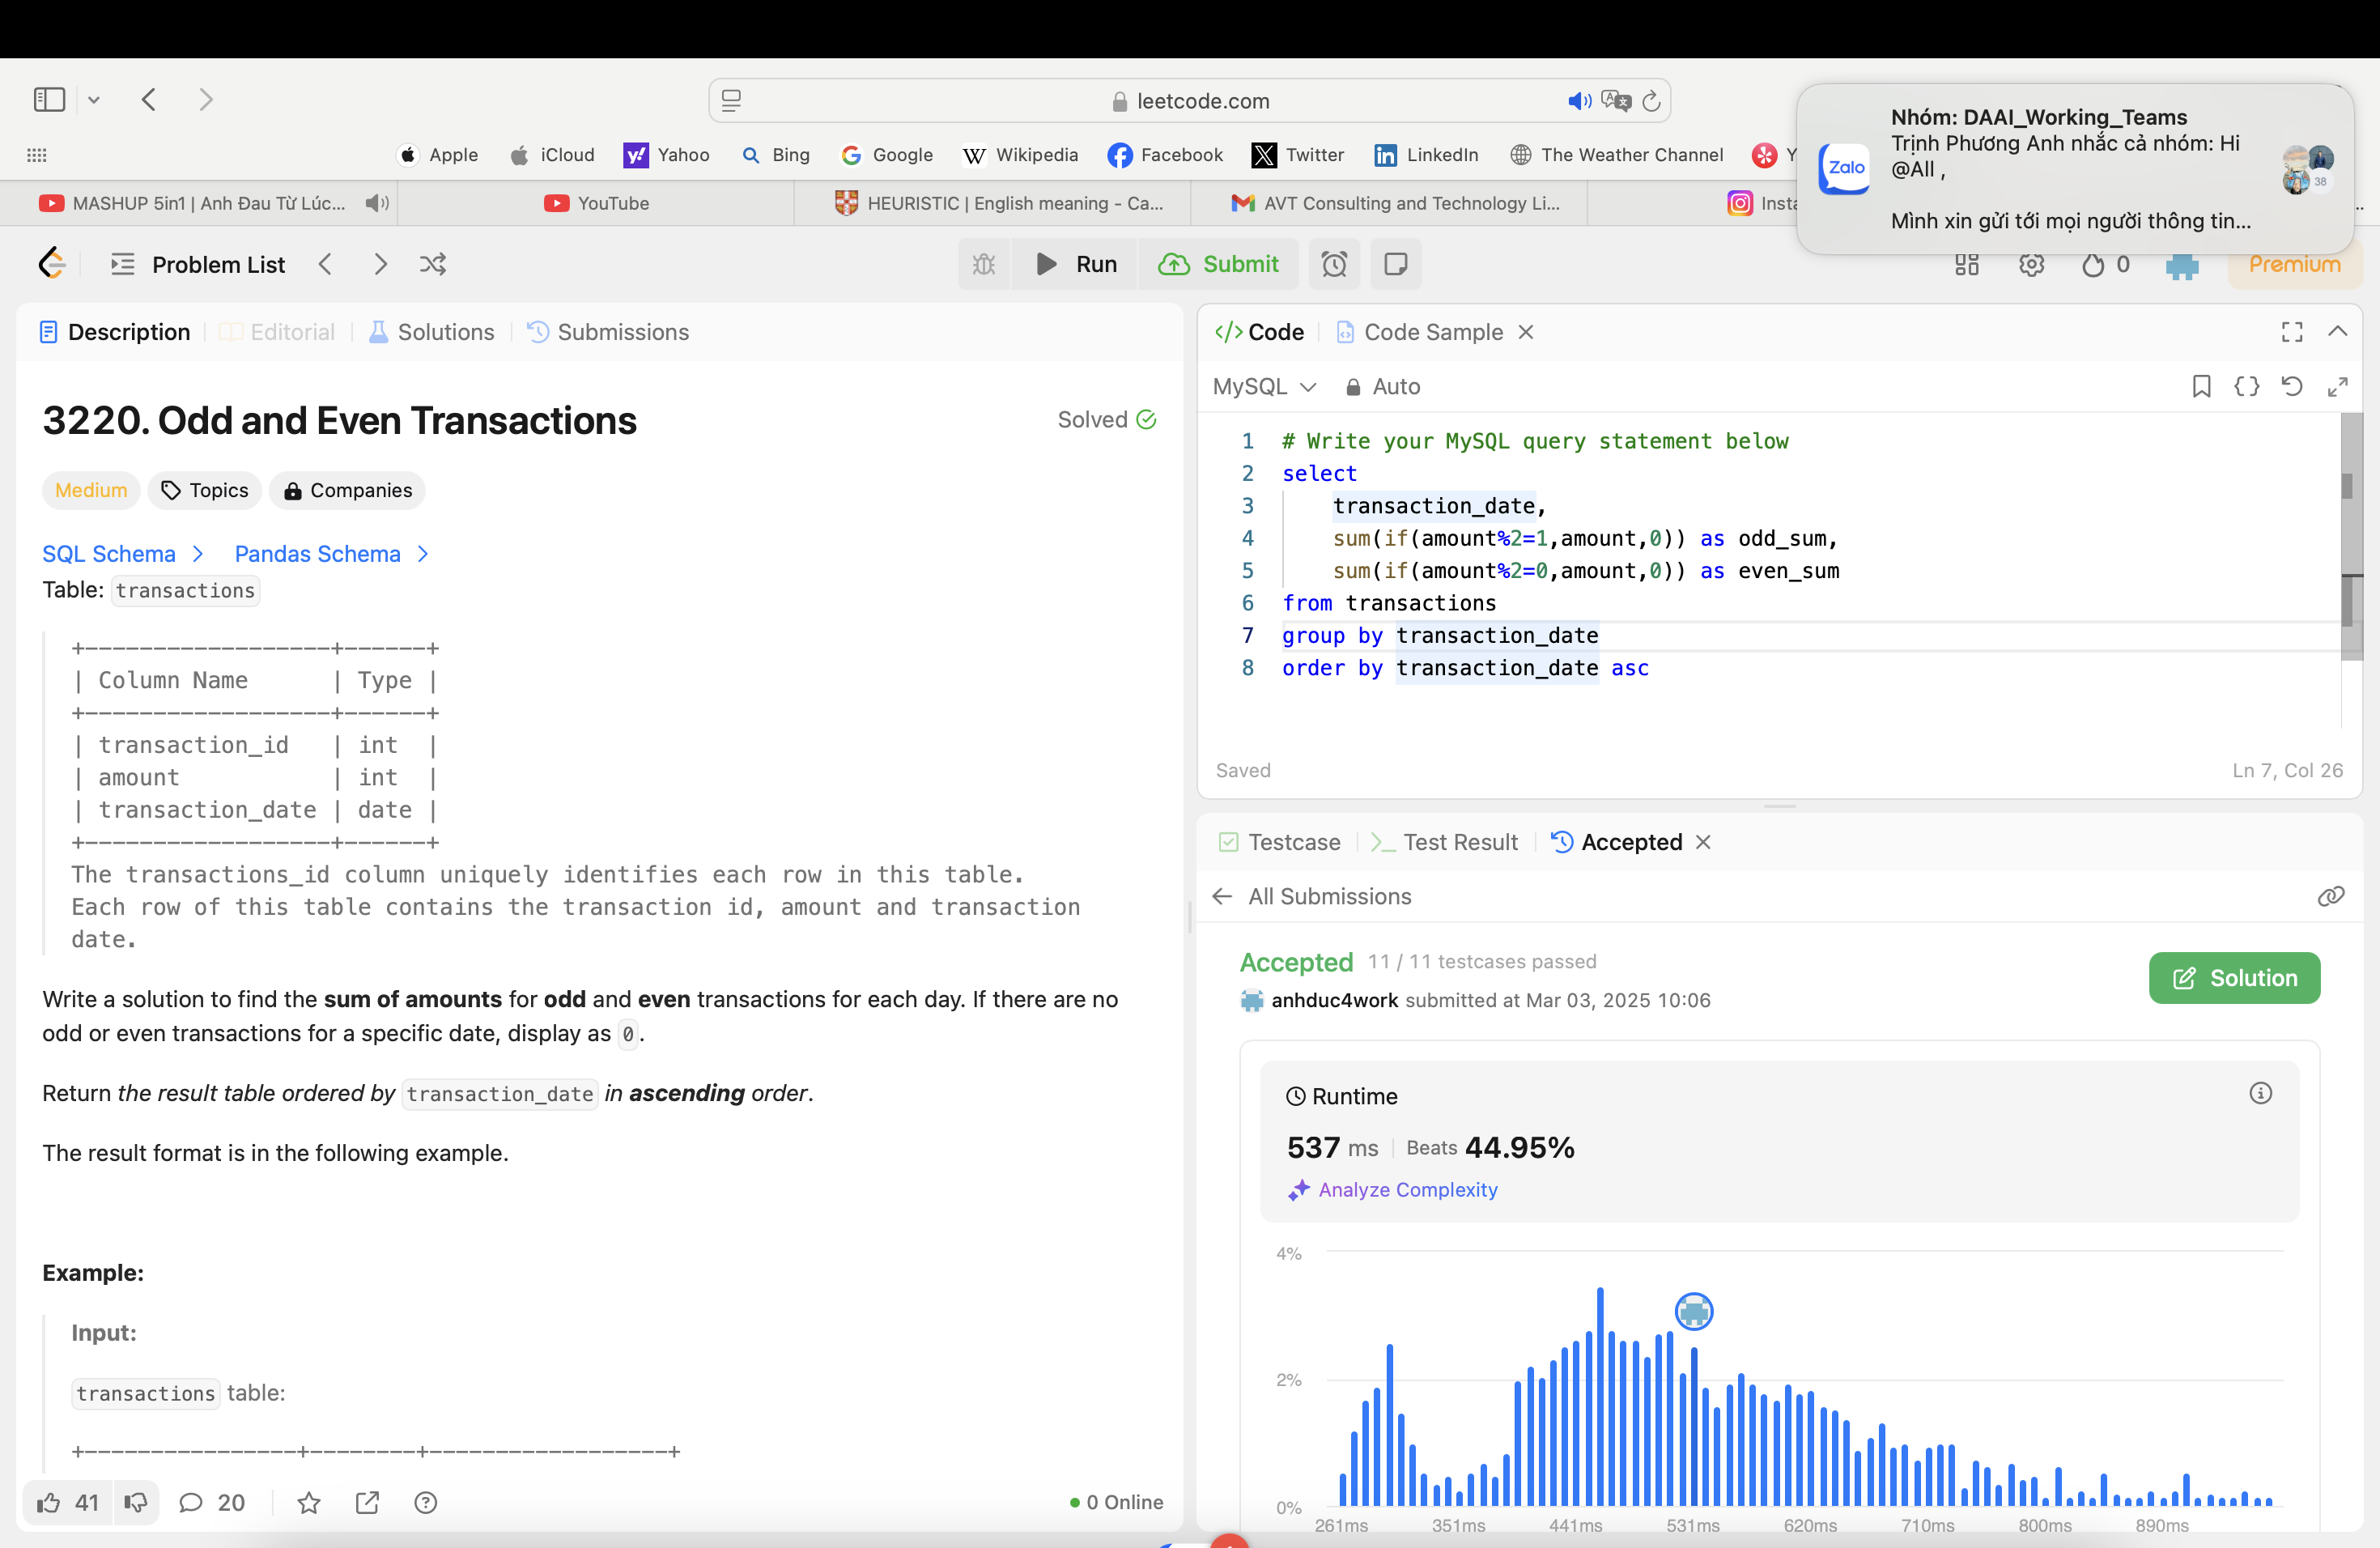 leetcode.com
Nhóm: DAAI_Working_Teams
Trịnh Phương Anh nhắc cả nhóm: Hi
@All ,
Mình xin gửi tới mọi người thông tin...
Zalo
38
Apple
iCloud
Yahoo
Bing
Google
Wikipedia
Facebook
Twitter
LinkedIn
The Weather Channel
Y
MASHUP 5in1 | Anh Đau Từ Lúc...
YouTube
HEURISTIC | English meaning - Ca...
AVT Consulting and Technology Li...
Insta
Problem List
Run
Submit
0
Premium
Description
Editorial
Solutions
Submissions
3220. Odd and Even Transactions
Solved
Medium
Topics
Companies
SQL Schema
Pandas Schema
Table: transactions
+------------------+------+
| Column Name      | Type |
+------------------+------+
| transaction_id   | int  |
| amount           | int  |
| transaction_date | date |
+------------------+------+
The transactions_id column uniquely identifies each row in this table.
Each row of this table contains the transaction id, amount and transaction
date.
Write a solution to find the sum of amounts for odd and even transactions for each day. If there are no
odd or even transactions for a specific date, display as 0.
Return the result table ordered by transaction_date in ascending order.
The result format is in the following example.
Example:
Input:
transactions table:
+----------------+--------+------------------+
41
20
0 Online
Code
Code Sample
MySQL
Auto
1 # Write your MySQL query statement below
2 select
3     transaction_date,
4     sum(if(amount%2=1,amount,0)) as odd_sum,
5     sum(if(amount%2=0,amount,0)) as even_sum
6 from transactions
7 group by transaction_date
8 order by transaction_date asc
Saved
Ln 7, Col 26
Testcase
Test Result
Accepted
All Submissions
Accepted 11 / 11 testcases passed
anhduc4work submitted at Mar 03, 2025 10:06
Solution
Runtime
537 ms Beats 44.95%
Analyze Complexity
4%
2%
0%
261ms 351ms 441ms 531ms 620ms 710ms 800ms 890ms